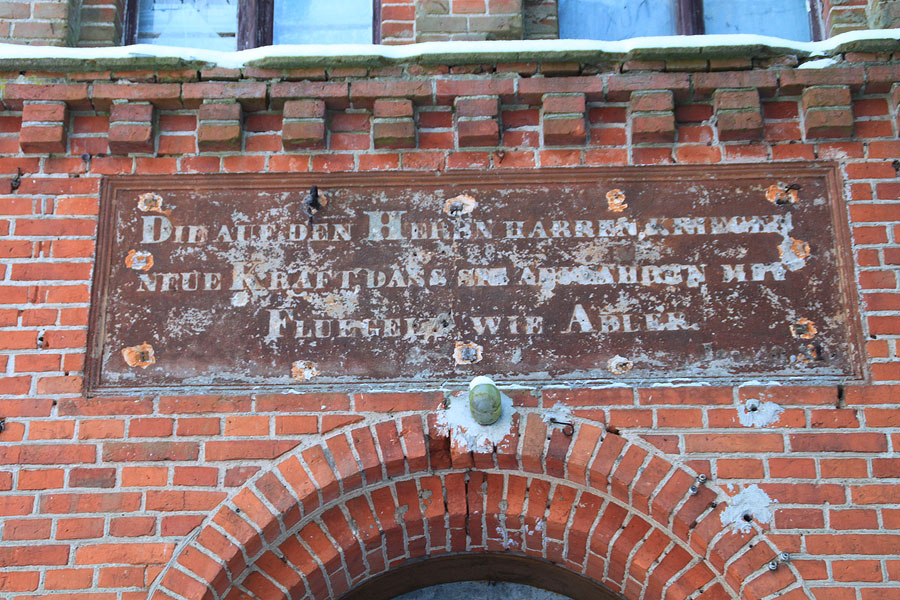 DIE AUF DEN HERRN HARREN, KRIEGEN
NEUE KRAFT, DASS SIE AUFFAHREN MIT
FLUEGELN WIE ADLER.